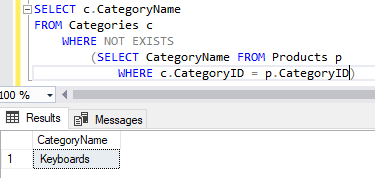 SELECT c.CategoryName
FROM Categories c
WHERE NOT EXISTS
(SELECT CategoryName FROM Products p
WHERE c.CategoryID = p.CategoryID)
100 %
Results Messages
CategoryName
1 Keyboards